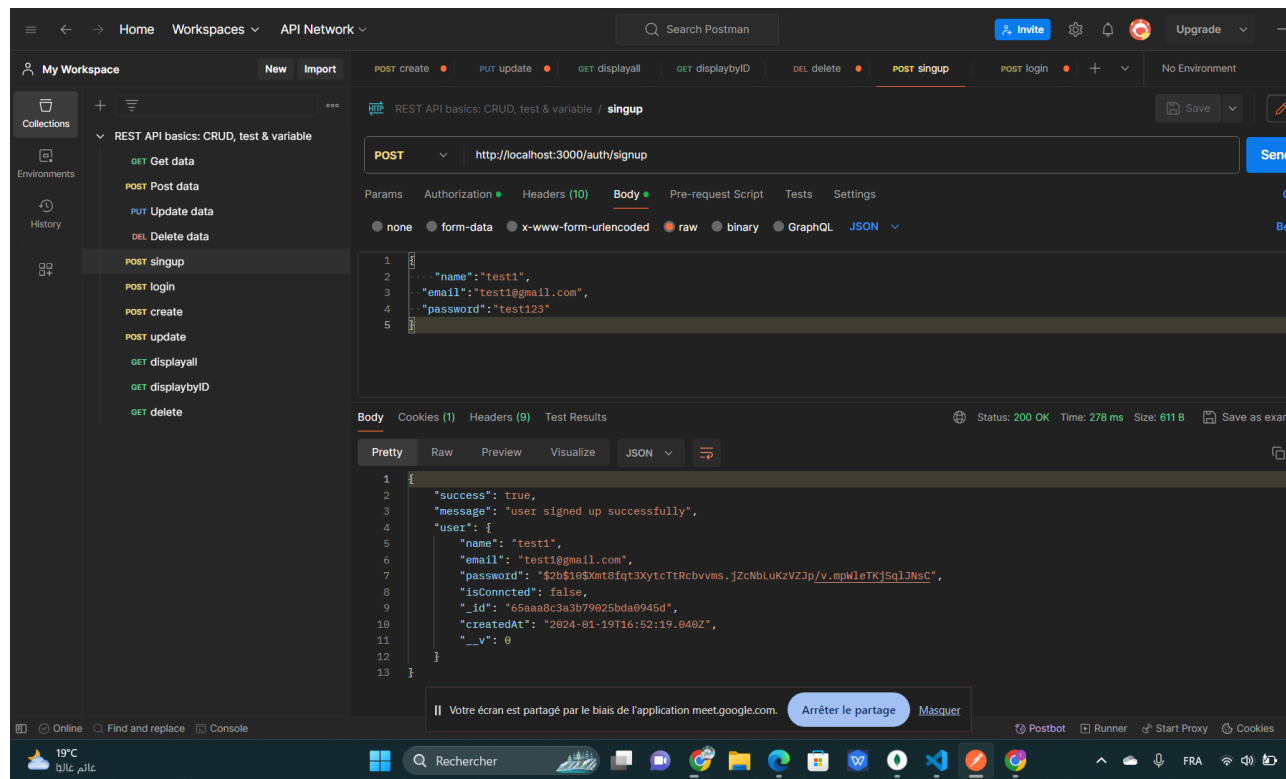 Home Workspaces API Network Search Postman Invite Upgrade
My Workspace New Import POST create PUT update GET displayall GET displaybyID DEL delete POST singup POST login No Environment
Collections
Environments
History
REST API basics: CRUD, test & variable
GET Get data
POST Post data
PUT Update data
DEL Delete data
POST singup
POST login
POST create
POST update
GET displayall
GET displaybyID
GET delete
HTTP REST API basics: CRUD, test & variable / singup Save
POST http://localhost:3000/auth/signup Send
Params Authorization Headers (10) Body Pre-request Script Tests Settings
none form-data x-www-form-urlencoded raw binary GraphQL JSON
1 {
2 "name":"test1",
3 "email":"test1@gmail.com",
4 "password":"test123"
5 }
Body Cookies (1) Headers (9) Test Results Status: 200 OK Time: 278 ms Size: 611 B Save as exam
Pretty Raw Preview Visualize JSON
1 {
2 "success": true,
3 "message": "user signed up successfully",
4 "user": {
5 "name": "test1",
6 "email": "test1@gmail.com",
7 "password": "$2b$10$Xmt8fqt3XytcTtRcbvvms.jZcNbLuKzVZJp/v.mpWleTKjSqlJNsC",
8 "isConncted": false,
9 "_id": "65aaa8c3a3b79025bda0945d",
10 "createdAt": "2024-01-19T16:52:19.040Z",
11 "__v": 0
12 }
13 }
Votre écran est partagé par le biais de l'application meet.google.com. Arrêter le partage Masquer
Online Find and replace Console Postbot Runner Start Proxy Cookies
19°C
غائم غالبًا
Rechercher
FRA